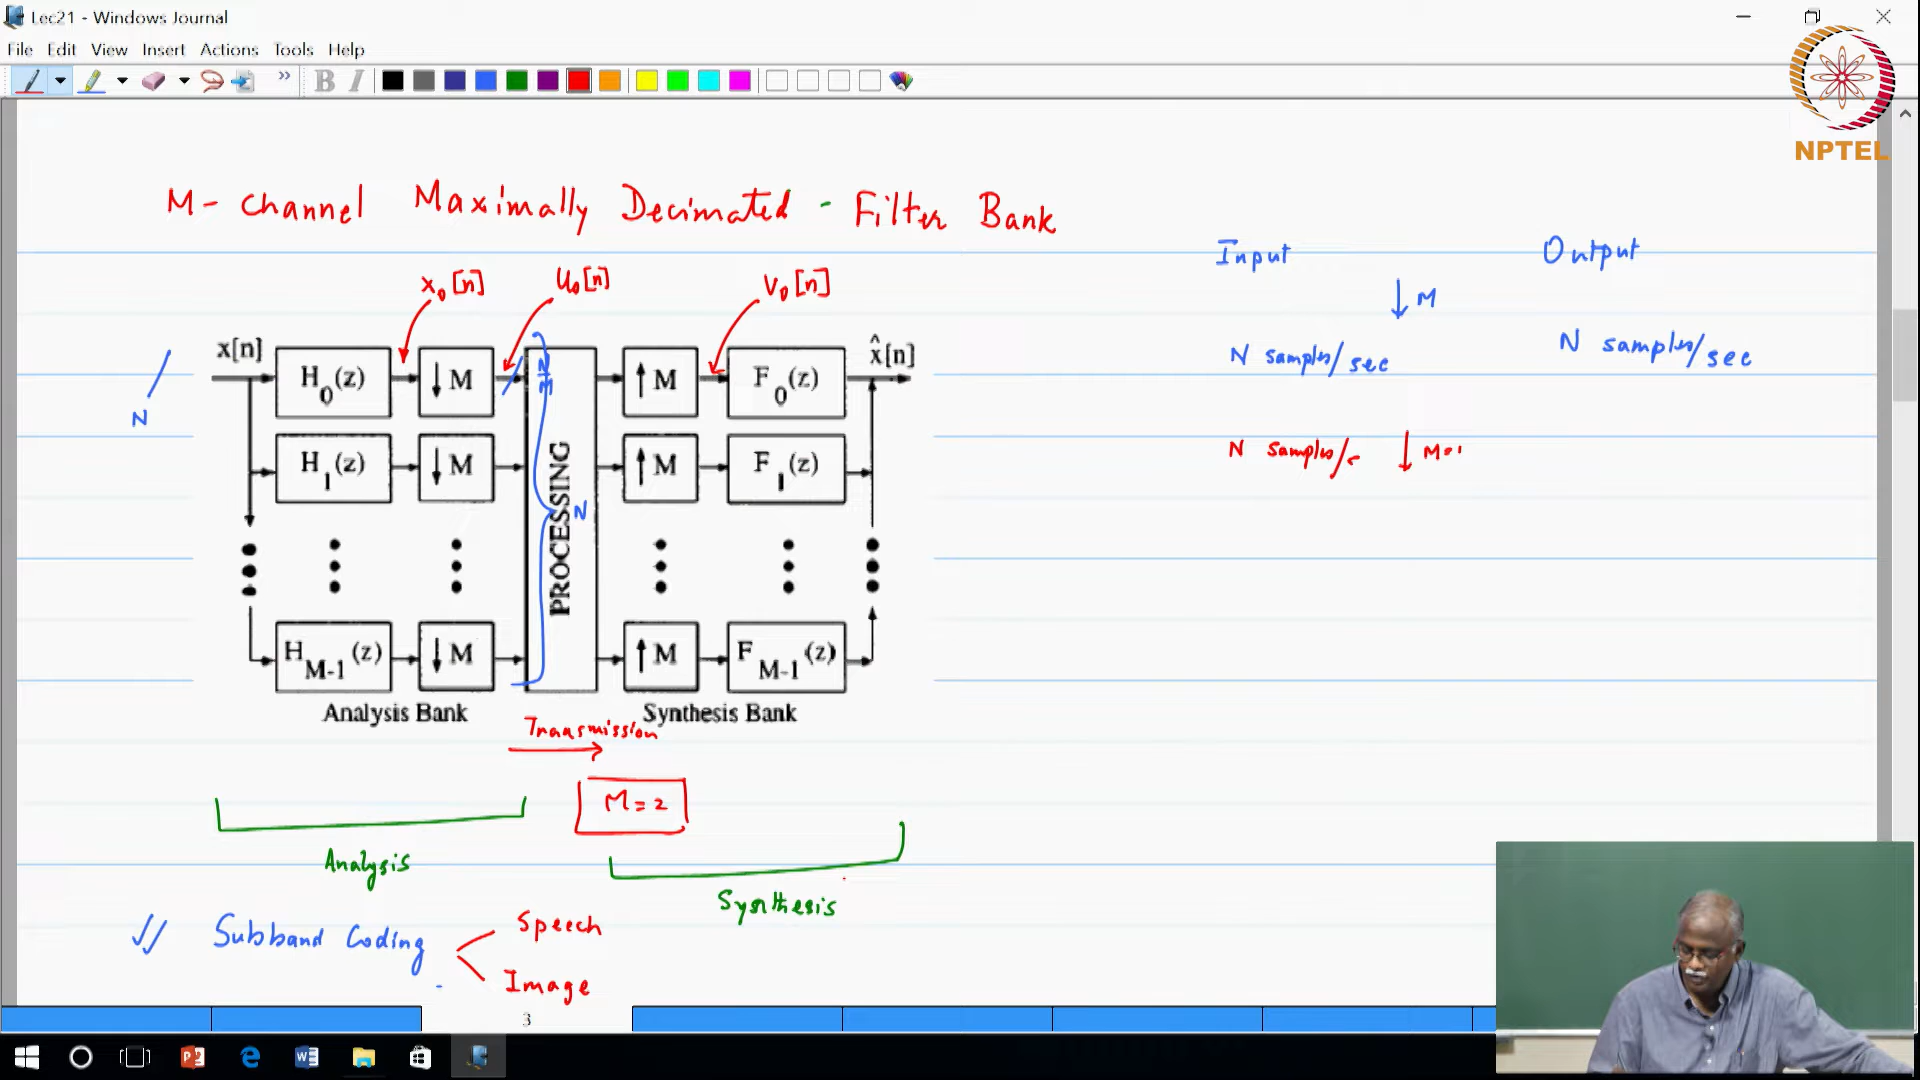 Lec21 - Windows Journal
File Edit View Insert Actions Tools Help
B I
NPTEL
M - channel Maximally Decimated - Filter Bank
Input Output
↓ M
N samples/sec N samples/sec
N samples/
↓ M
x₀[n] U₀[n] V₀[n]
x[n] x̂[n]
N
H₀(z) ↓ M N/M ↑ M F₀(z)
H₁(z) ↓ M ↑ M F₁(z)
PROCESSING
N
H M-1 (z) ↓ M ↑ M F M-1 (z)
Analysis Bank Synthesis Bank
Transmission
M = 2
Analysis
Synthesis
Subband Coding
Speech
Image
3